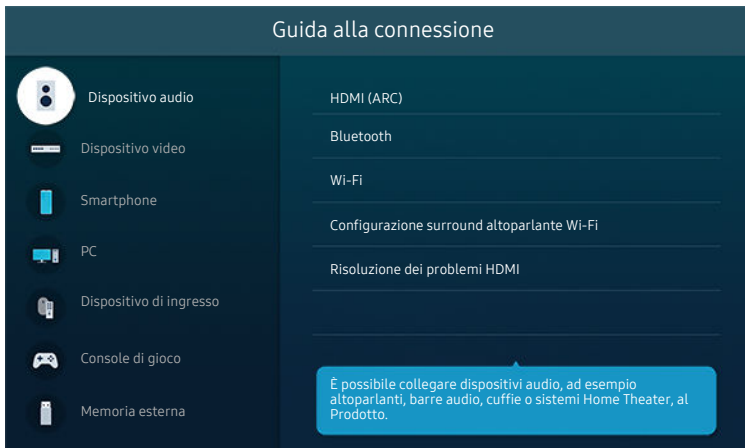 Guida alla connessione
Dispositivo audio
Dispositivo video
Smartphone
PC
Dispositivo di ingresso
Console di gioco
Memoria esterna
HDMI (ARC)
Bluetooth
Wi-Fi
Configurazione surround altoparlante Wi-Fi
Risoluzione dei problemi HDMI
È possibile collegare dispositivi audio, ad esempio
altoparlanti, barre audio, cuffie o sistemi Home Theater, al
Prodotto.